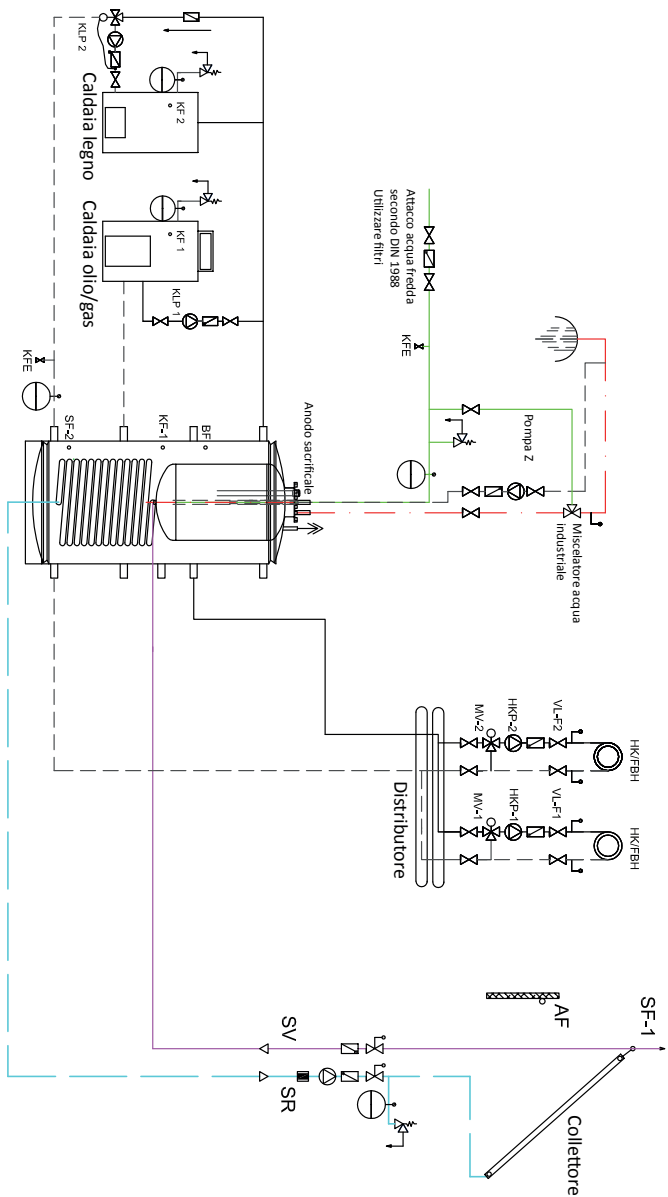 KLP 2
KF 2
Caldaia legno
KF 1
Caldaia olio/gas
KLP 1
Attacco acqua fredda
secondo DIN 1988
Utilizzare filtri
KFE
Pompa Z
Miscelatore acqua
industriale
Anodo sacrificale
KFE
SF-2
KF-1
BF
HK/FBH
VL-F2
HKP-2
MV-2
HK/FBH
VL-F1
HKP-1
MV-1
Distributore
AF
SF-1
Collettore
SV
SR